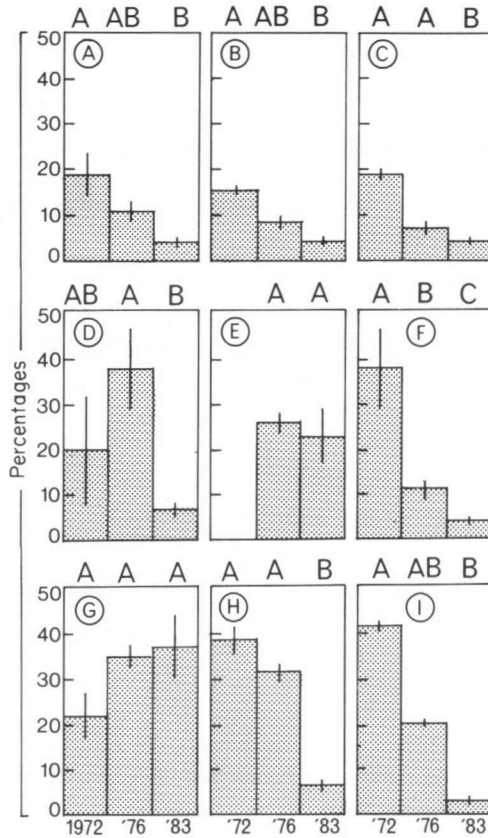 A AB B A AB B A A B
50 A B C
40
30
20
10
0
AB A B A A A B C
50 D E F
40
30
20
10
0
Percentages
A A A A A B A AB B
50 G H I
40
30
20
10
0
1972 '76 '83 '72 '76 '83 '72 '76 '83